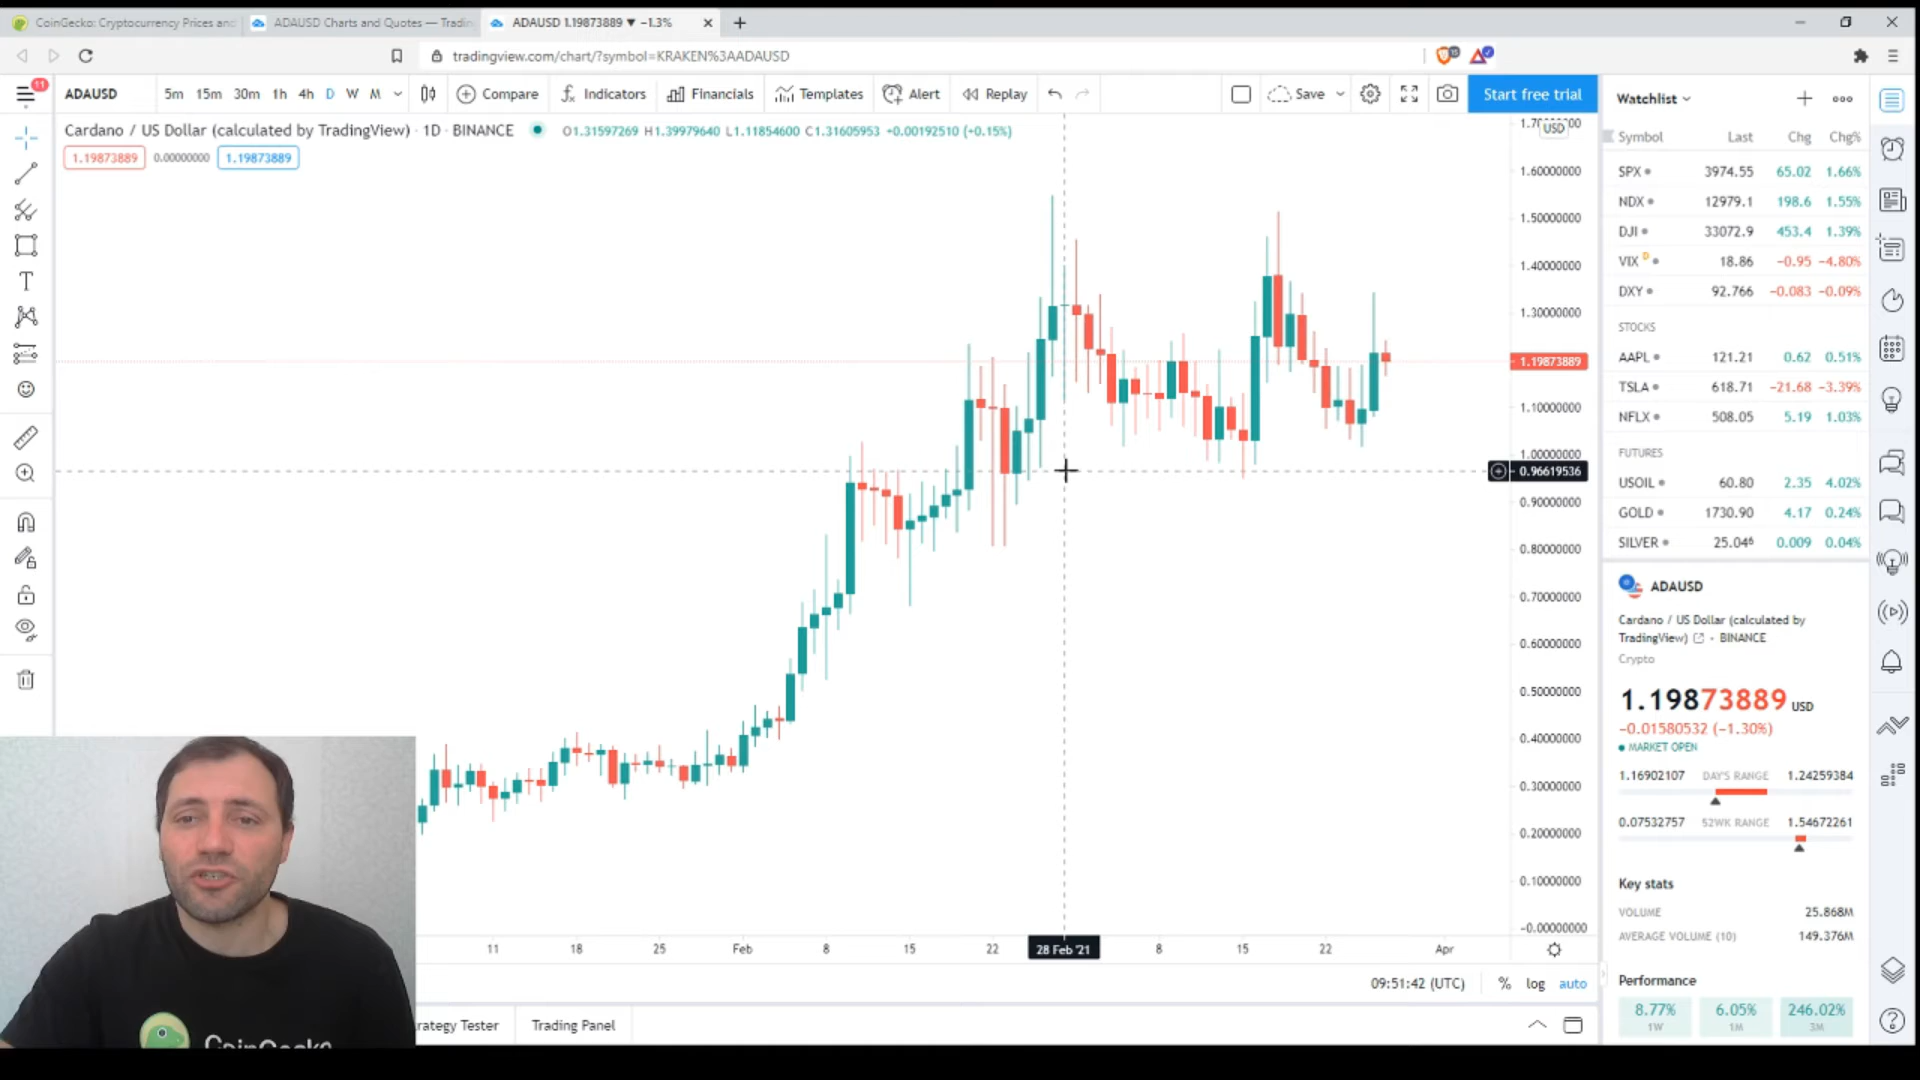 CoinGecko: Cryptocurrency Prices and
ADAUSD Charts and Quotes — Tradin
ADAUSD 1.19873889 ▼ −1.3%
tradingview.com/chart/?symbol=KRAKEN%3AADAUSD
11
ADAUSD 5m 15m 30m 1h 4h D W M Compare Indicators Financials Templates Alert Replay Save Start free trial
Cardano / US Dollar (calculated by TradingView) · 1D · BINANCE O1.31597269 H1.39979640 L1.11854600 C1.31605953 +0.00192510 (+0.15%)
1.19873889 0.00000000 1.19873889
USD
1.60000000
1.50000000
1.40000000
1.30000000
1.19873889
1.10000000
1.00000000
0.96619536
0.90000000
0.80000000
0.70000000
0.60000000
0.50000000
0.40000000
0.30000000
0.20000000
0.10000000
−0.00000000
11 18 25 Feb 8 15 22 28 Feb '21 8 15 22 Apr
09:51:42 (UTC) % log auto
rategy Tester Trading Panel
Watchlist
Symbol Last Chg Chg%
SPX 3974.55 65.02 1.66%
NDX 12979.1 198.6 1.55%
DJI 33072.9 453.4 1.39%
VIX D 18.86 −0.95 −4.80%
DXY 92.766 −0.083 −0.09%
STOCKS
AAPL 121.21 0.62 0.51%
TSLA 618.71 −21.68 −3.39%
NFLX 508.05 5.19 1.03%
FUTURES
USOIL 60.80 2.35 4.02%
GOLD 1730.90 4.17 0.24%
SILVER 25.046 0.009 0.04%
ADAUSD
Cardano / US Dollar (calculated by
TradingView) · BINANCE
Crypto
1.19873889 USD
−0.01580532 (−1.30%)
MARKET OPEN
1.16902107 DAY'S RANGE 1.24259384
0.07532757 52WK RANGE 1.54672261
Key stats
VOLUME 25.868M
AVERAGE VOLUME (10) 149.376M
Performance
8.77% 6.05% 246.02%
1W 1M 3M
CoinGecko